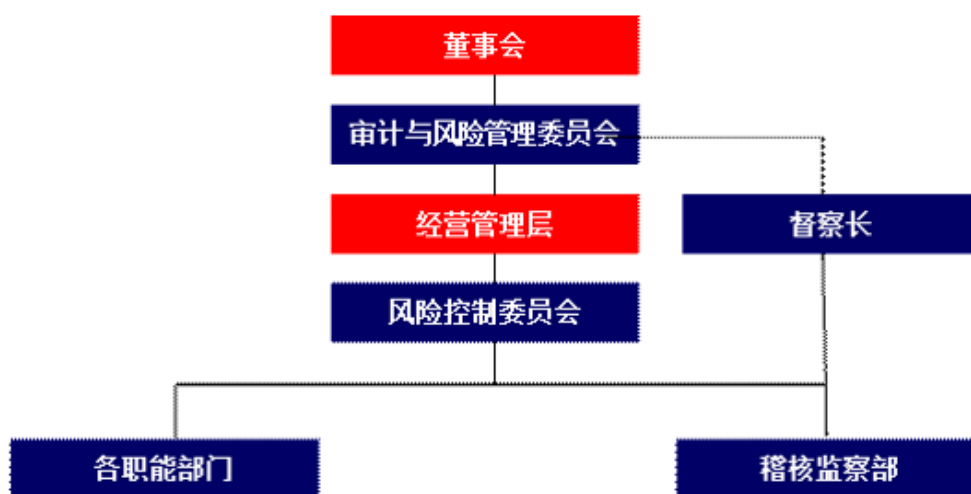 董事会
审计与风险管理委员会
经营管理层
督察长
风险控制委员会
各职能部门
稽核监察部